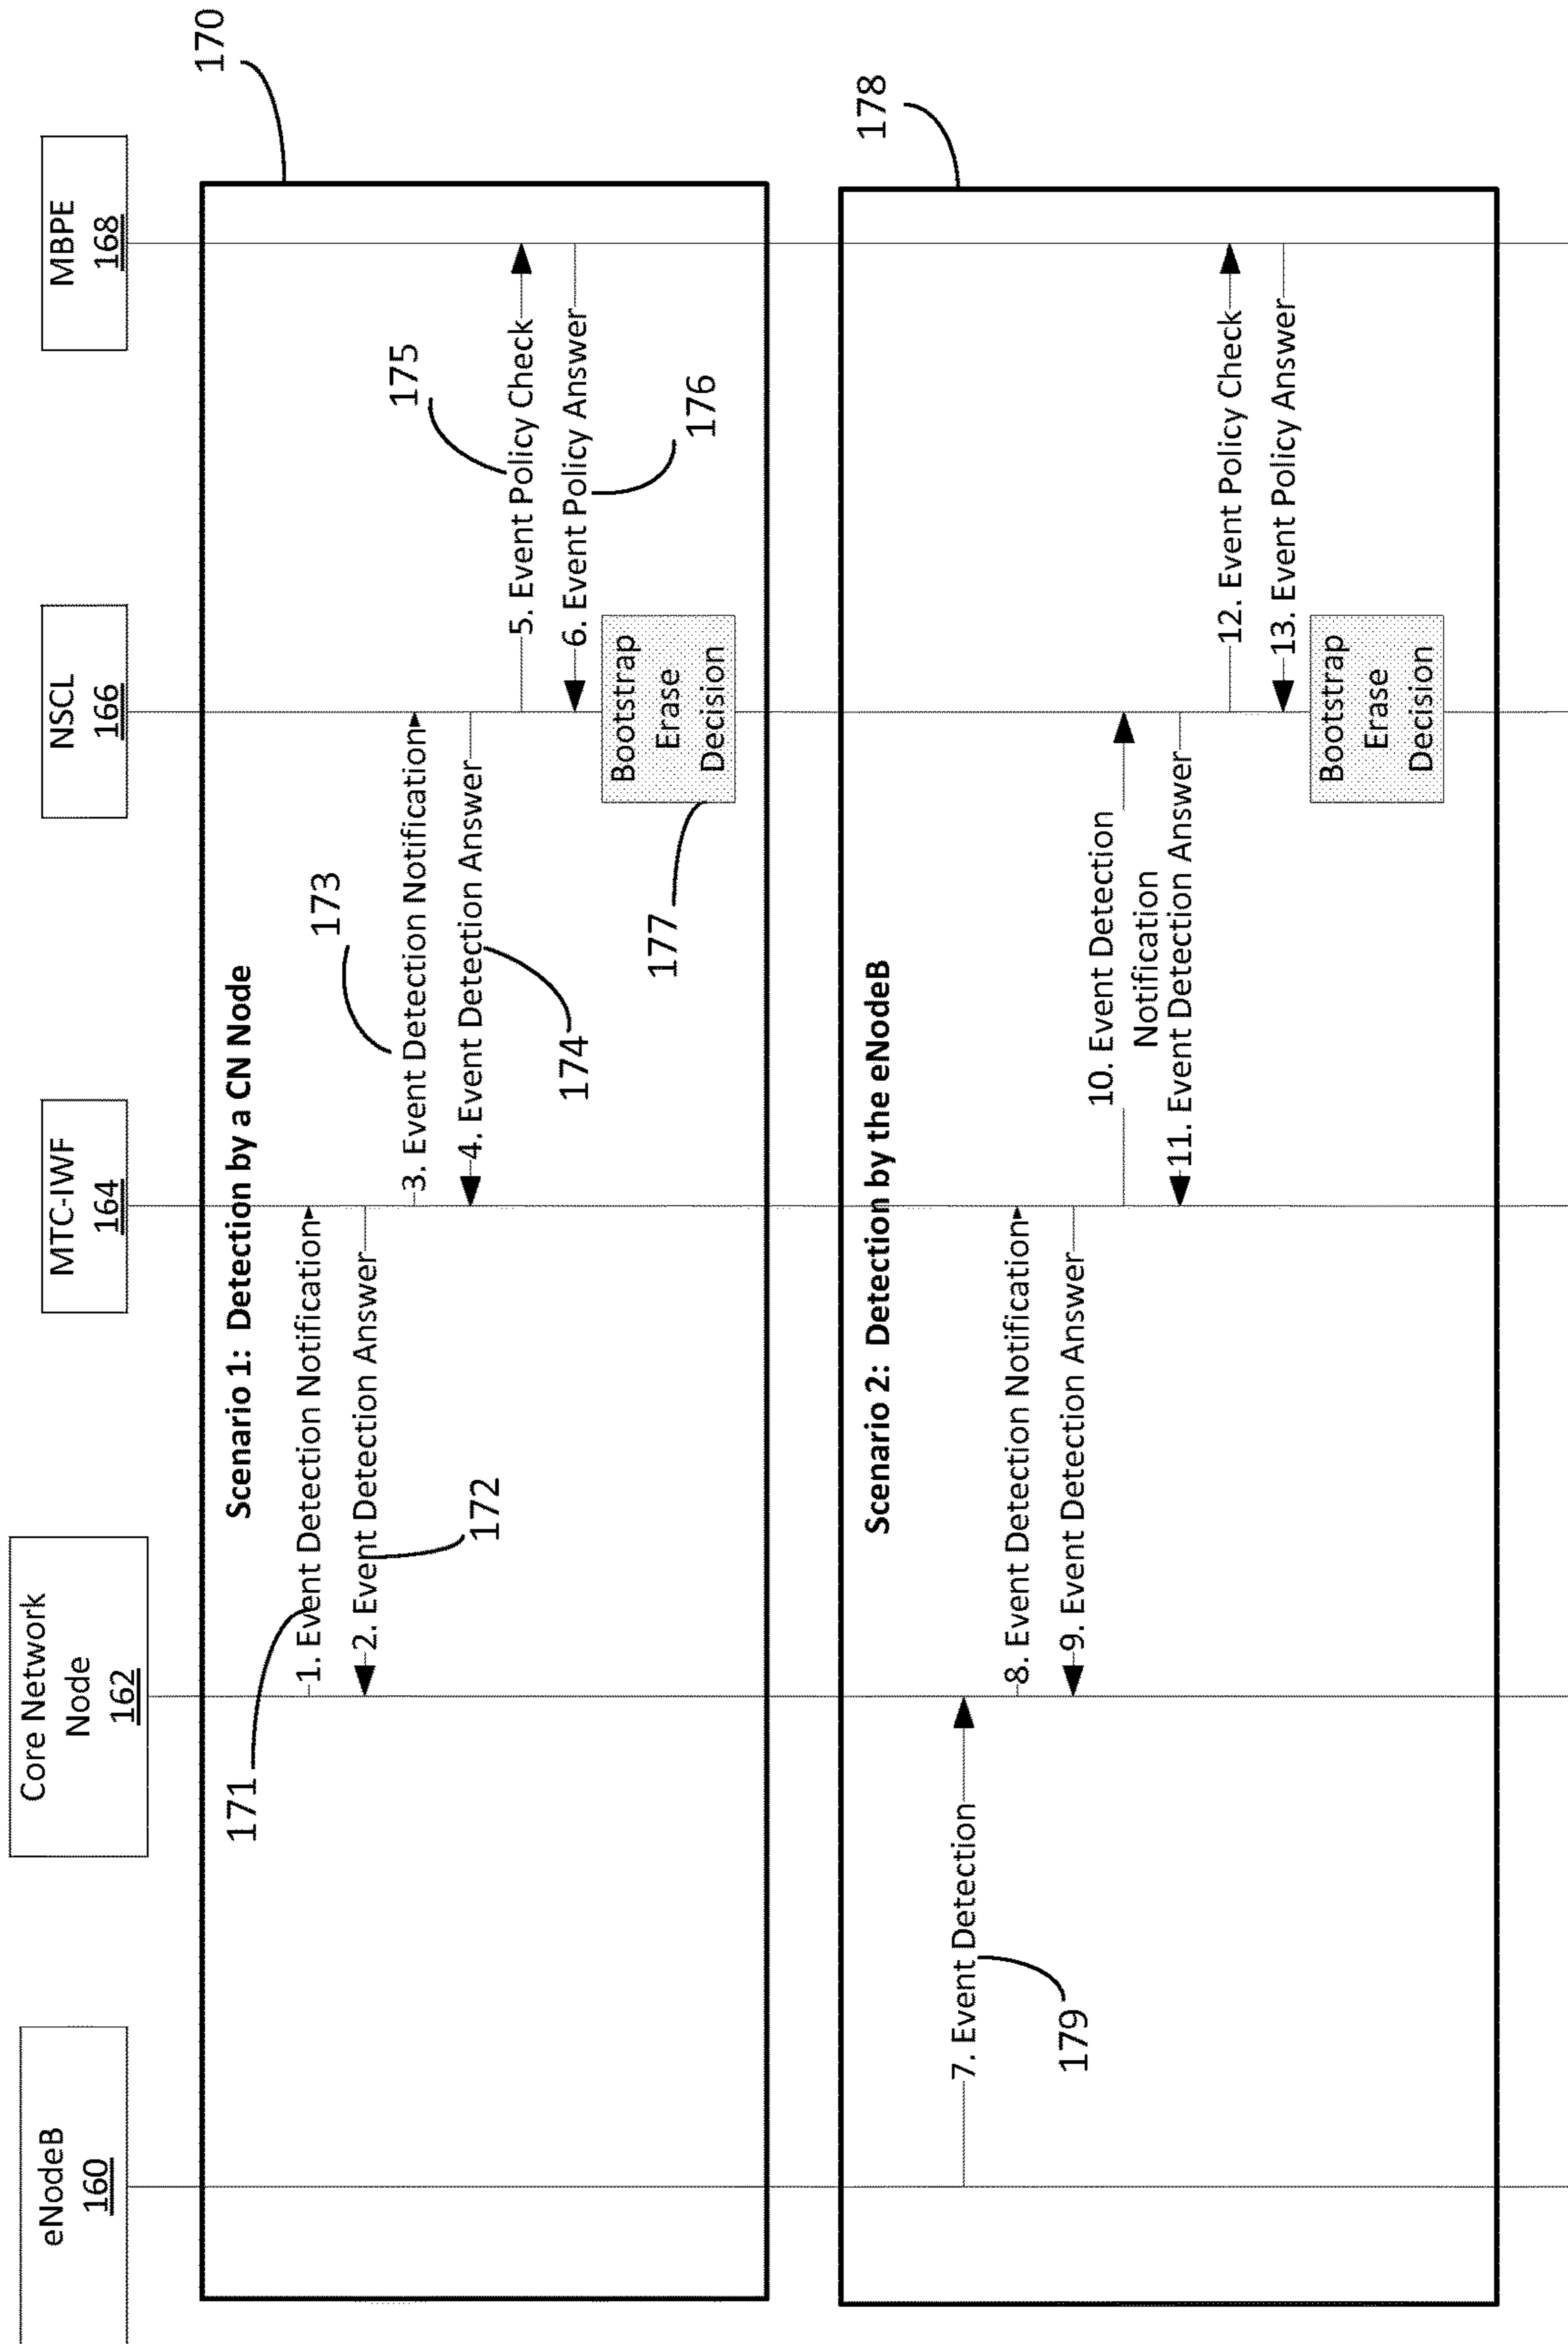 eNodeB
160
Core Network
Node
162
MTC-IWF
164
NSCL
166
MBPE
168
170
Scenario 1: Detection by a CN Node
171
1. Event Detection Notification
2. Event Detection Answer
172
173
3. Event Detection Notification
4. Event Detection Answer
174
175
5. Event Policy Check
6. Event Policy Answer
176
Bootstrap
Erase
Decision
177
178
Scenario 2: Detection by the eNodeB
7. Event Detection
179
8. Event Detection Notification
9. Event Detection Answer
10. Event Detection
Notification
11. Event Detection Answer
12. Event Policy Check
13. Event Policy Answer
Bootstrap
Erase
Decision